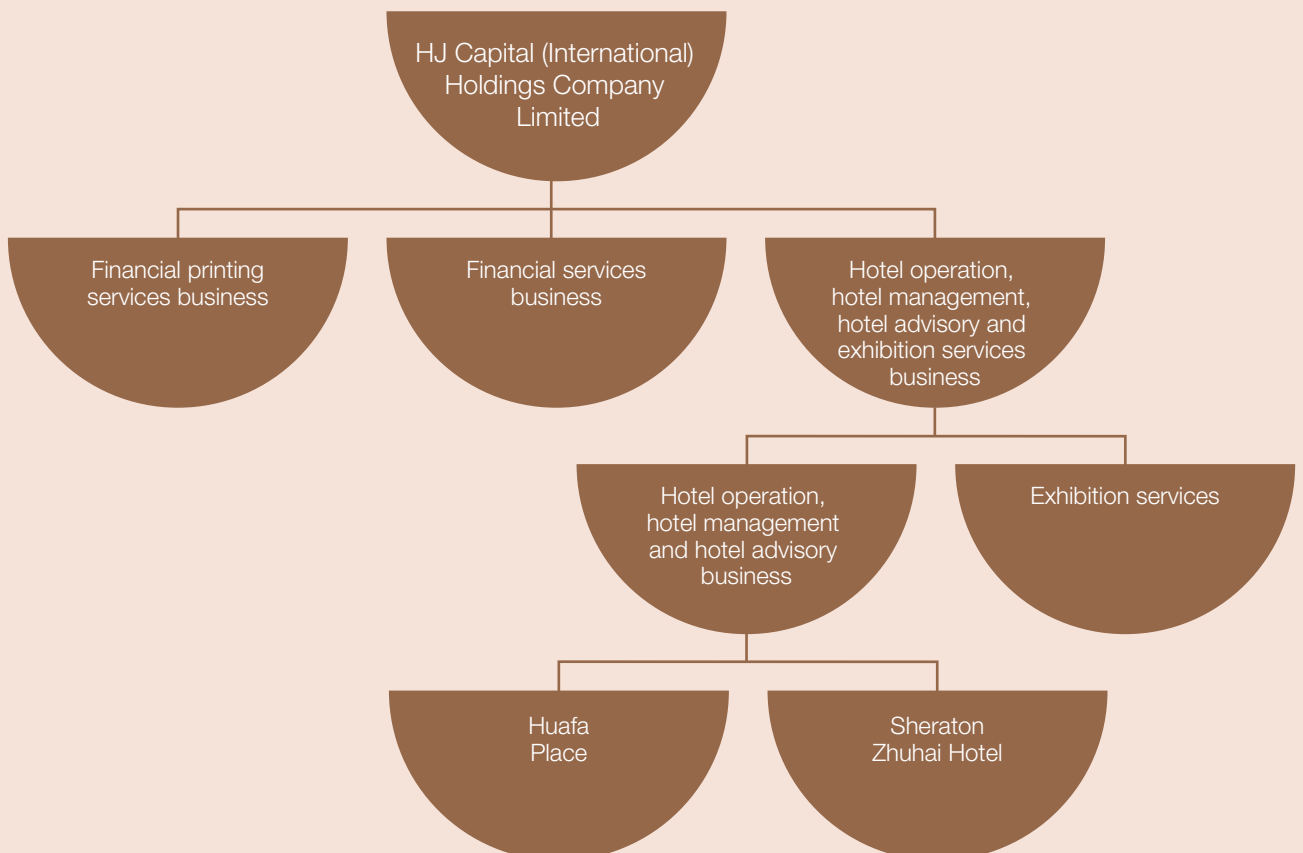 HJ Capital (International)
Holdings Company
Limited
Financial printing
services business
Financial services
business
Hotel operation,
hotel management,
hotel advisory and
exhibition services
business
Hotel operation,
hotel management
and hotel advisory
business
Exhibition services
Huafa
Place
Sheraton
Zhuhai Hotel